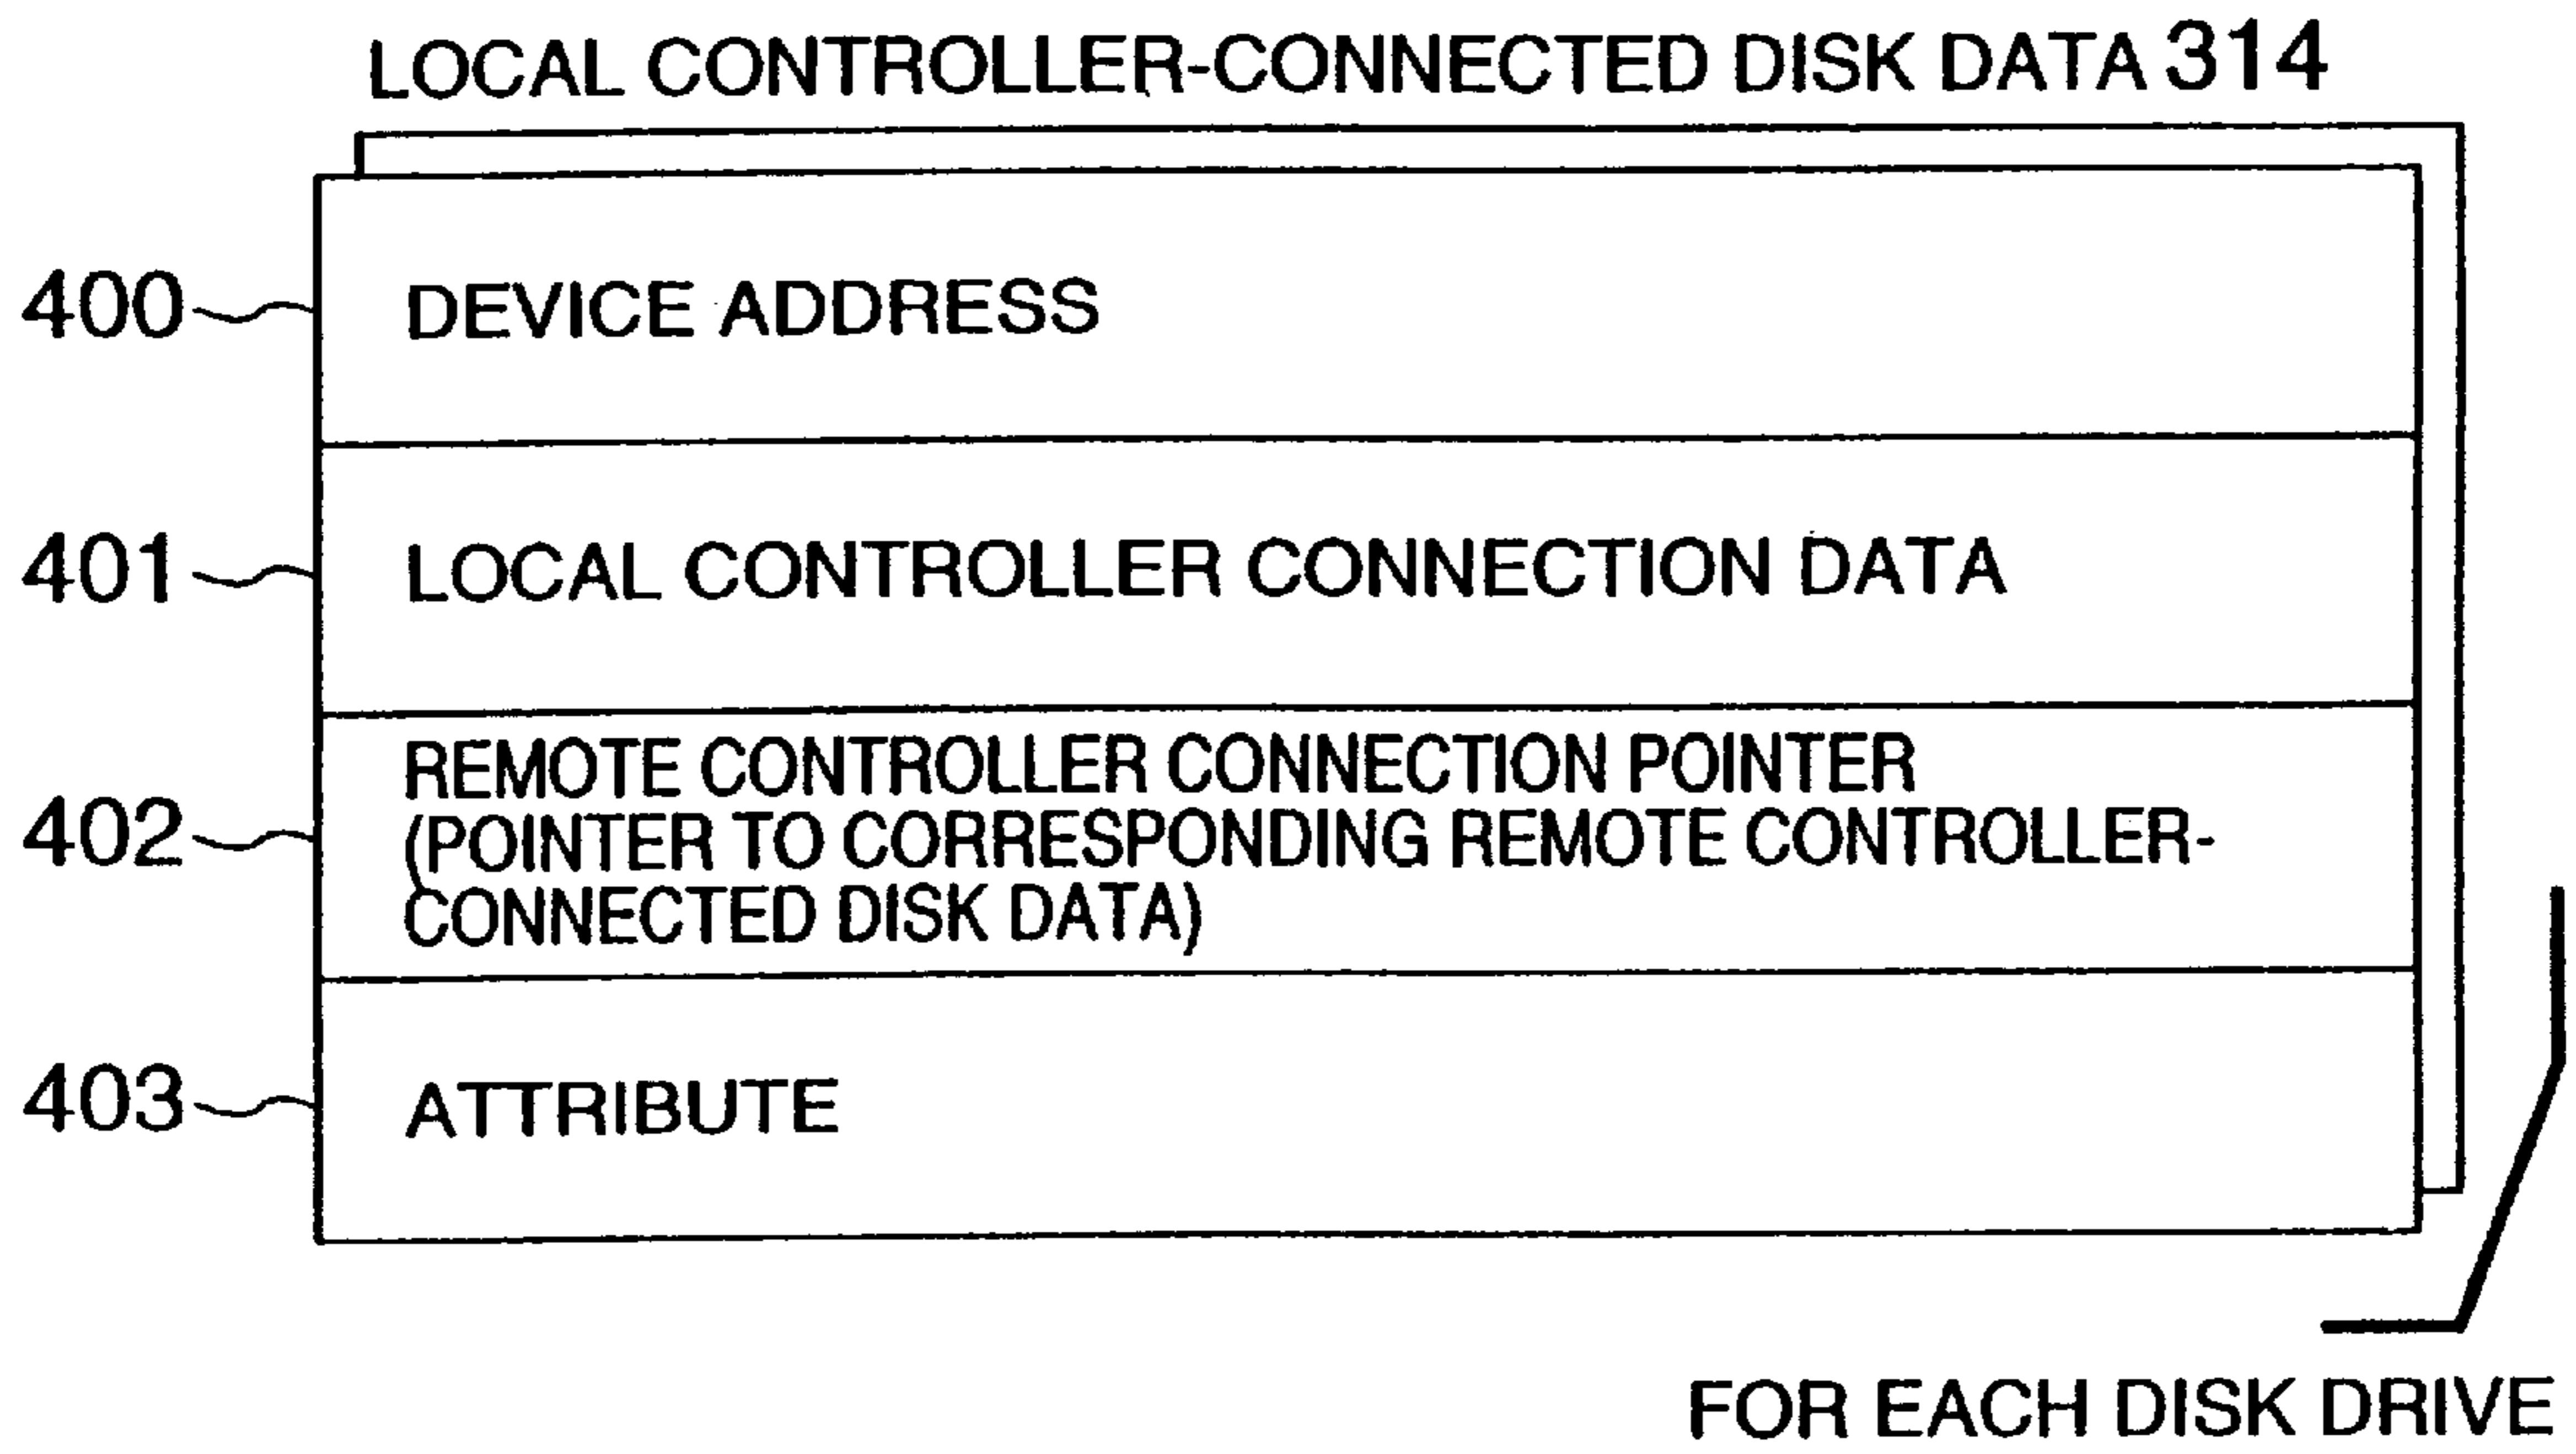 LOCAL CONTROLLER-CONNECTED DISK DATA 314
400 DEVICE ADDRESS
401 LOCAL CONTROLLER CONNECTION DATA
REMOTE CONTROLLER CONNECTION POINTER
402 (POINTER TO CORRESPONDING REMOTE CONTROLLER-
CONNECTED DISK DATA)
403 ATTRIBUTE
FOR EACH DISK DRIVE